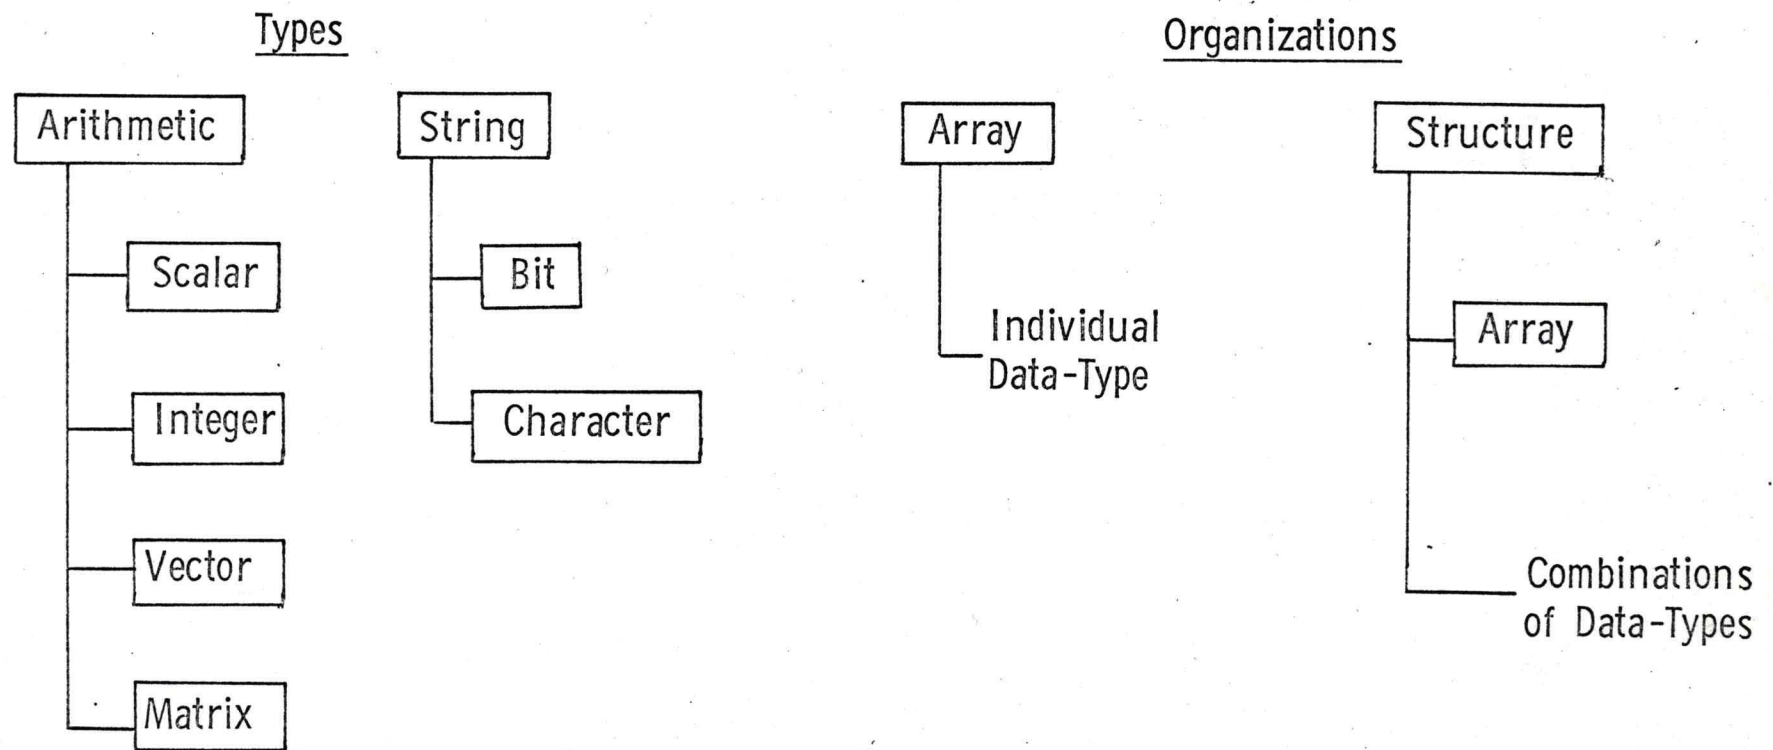 Types
Organizations
Arithmetic
Scalar
Integer
Vector
Matrix
String
Bit
Character
Array
Individual
Data-Type
Structure
Array
Combinations
of Data-Types